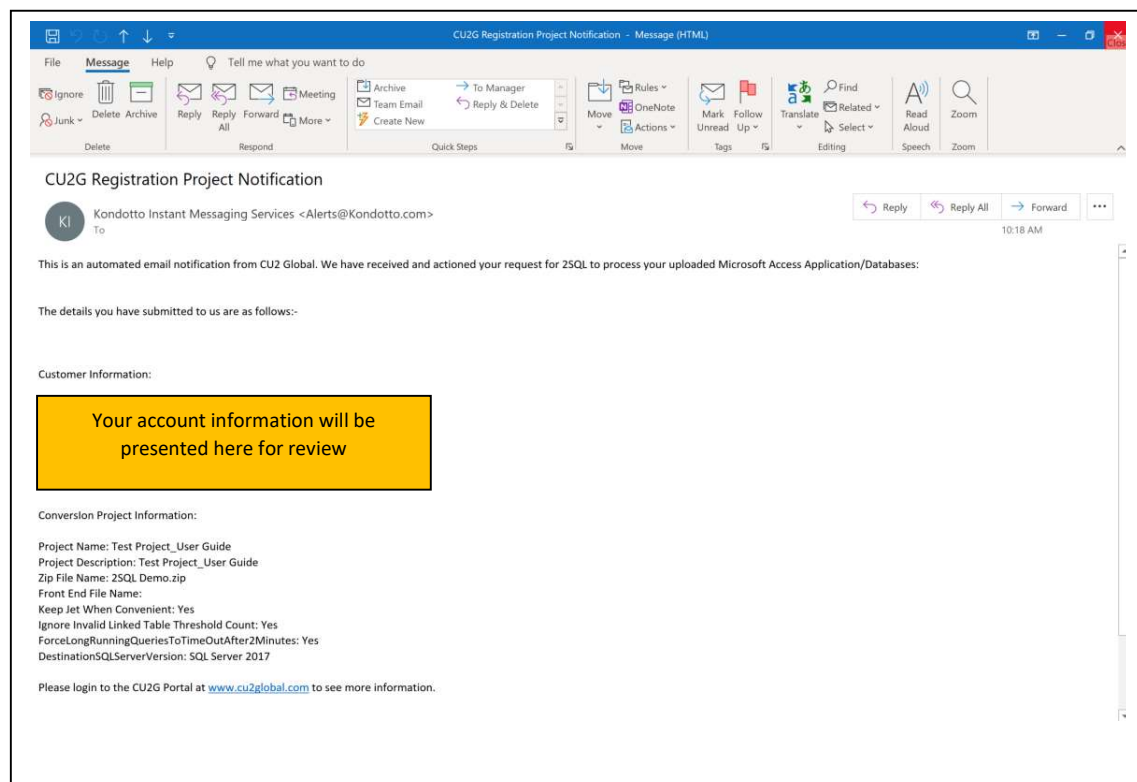 CU2G Registration Project Notification - Message (HTML)
Close
File Message Help Tell me what you want to do
Ignore
Junk
Delete
Archive
Reply
Reply All
Forward
Meeting
More
Archive
Team Email
Create New
To Manager
Reply & Delete
Move
Rules
OneNote
Actions
Mark Unread
Follow Up
Translate
Find
Related
Select
Read Aloud
Zoom
Delete Respond Quick Steps Move Tags Editing Speech Zoom
CU2G Registration Project Notification
KI
Kondotto Instant Messaging Services <Alerts@Kondotto.com>
To
Reply Reply All Forward
10:18 AM
This is an automated email notification from CU2 Global. We have received and actioned your request for 2SQL to process your uploaded Microsoft Access Application/Databases:
The details you have submitted to us are as follows:-
Customer Information:
Your account information will be
presented here for review
Conversion Project Information:
Project Name: Test Project_User Guide
Project Description: Test Project_User Guide
Zip File Name: 2SQL Demo.zip
Front End File Name:
Keep Jet When Convenient: Yes
Ignore Invalid Linked Table Threshold Count: Yes
ForceLongRunningQueriesToTimeOutAfter2Minutes: Yes
DestinationSQLServerVersion: SQL Server 2017
Please login to the CU2G Portal at www.cu2global.com to see more information.